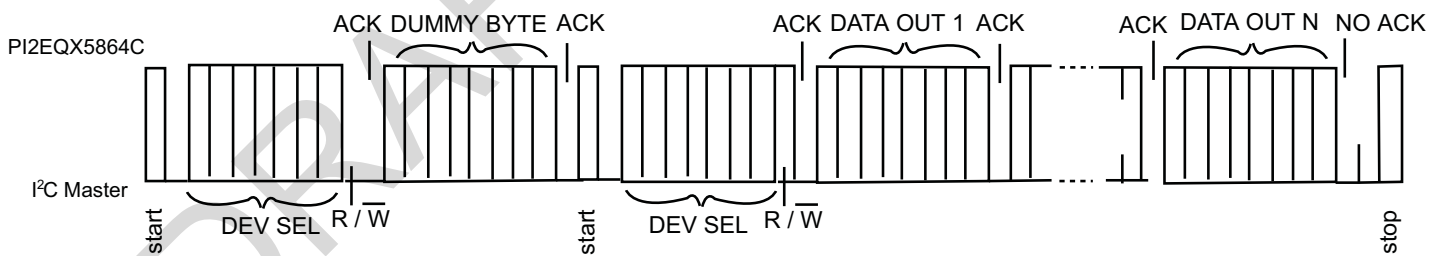 ACK DUMMY BYTE ACK ACK DATA OUT 1 ACK ACK DATA OUT N NO ACK
PI2EQX5864C
I²C Master
DEV SEL R / W̅ DEV SEL R / W̅
start start stop
DRAF